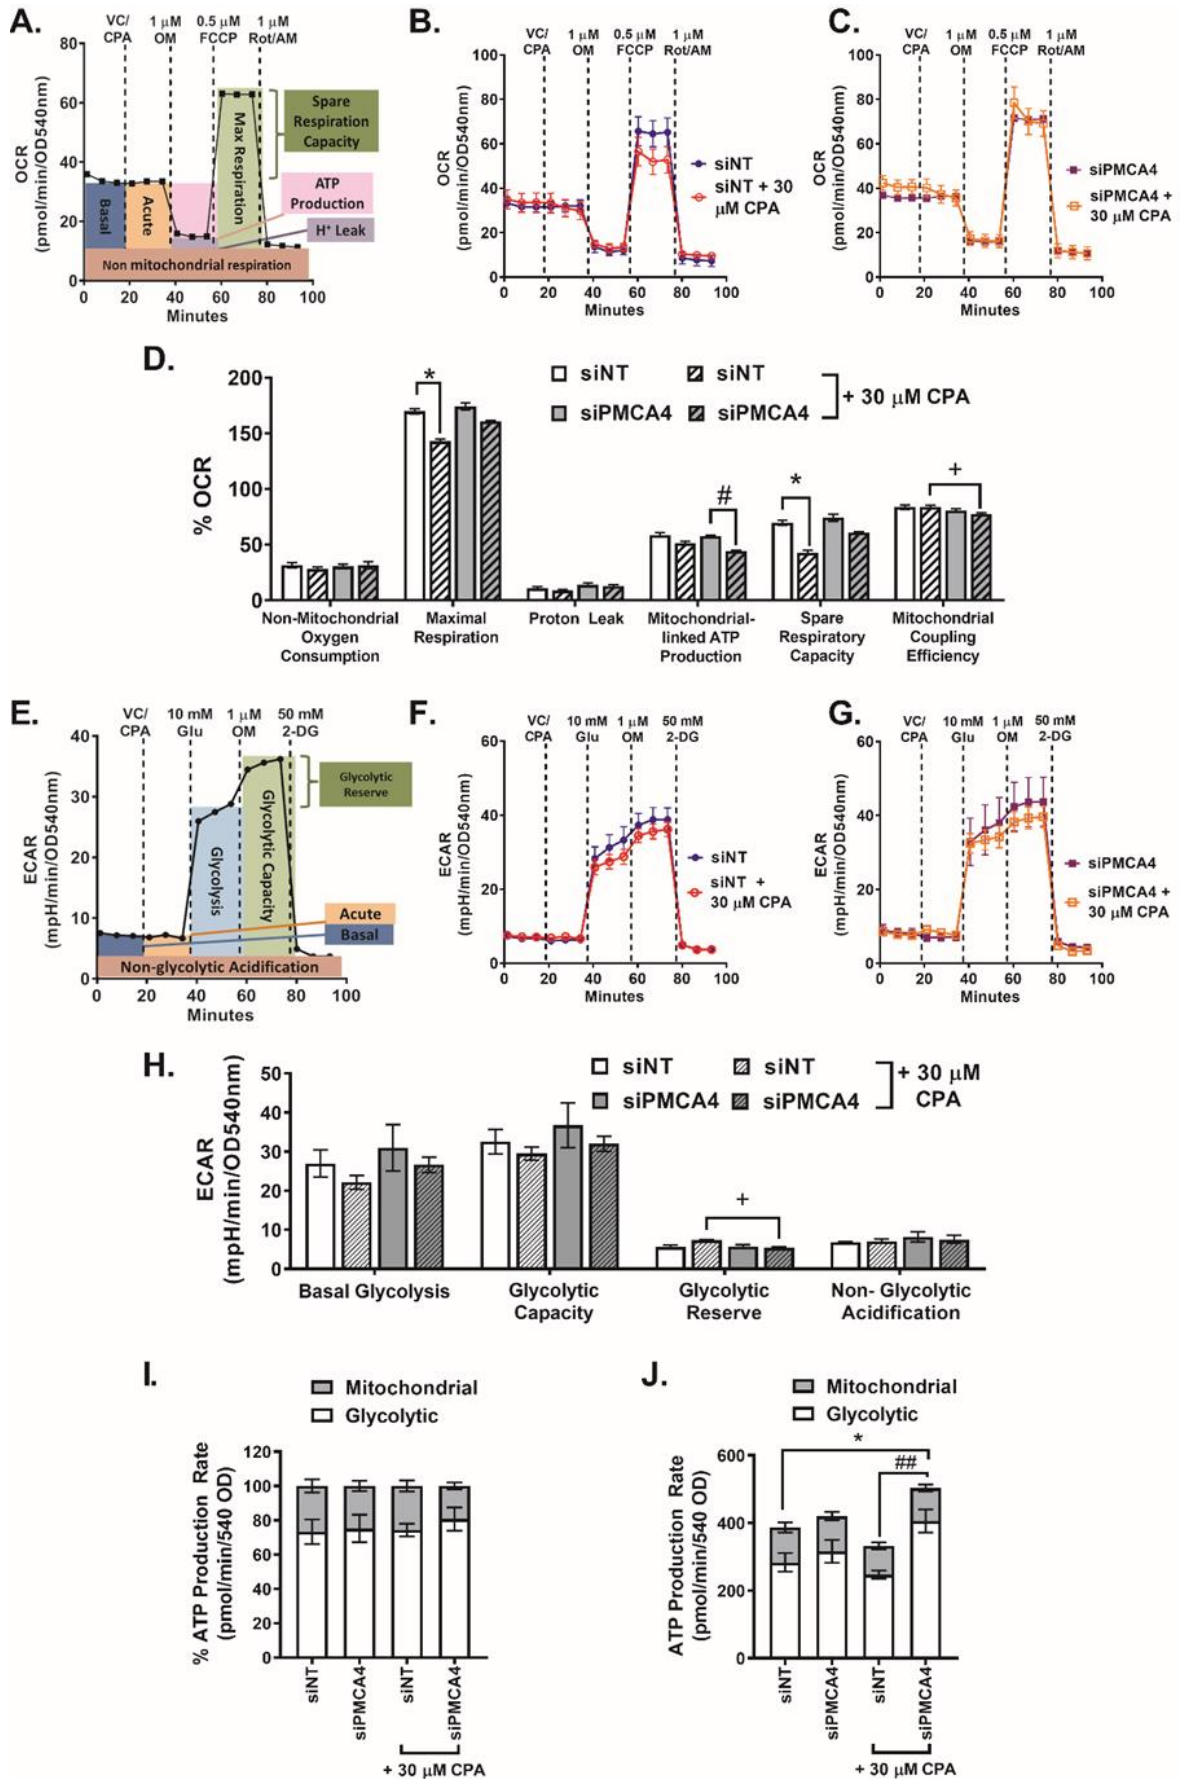 A.
VC/ 1 μM 0.5 μM 1 μM
CPA OM FCCP Rot/AM
80
60
40
20
0
OCR
(pmol/min/OD540nm)
Basal
Acute
Max Respiration
Spare
Respiration
Capacity
ATP
Production
H+ Leak
Non mitochondrial respiration
0 20 40 60 80 100
Minutes
B.
VC/ 1 μM 0.5 μM 1 μM
CPA OM FCCP Rot/AM
100
80
60
40
20
0
OCR
(pmol/min/OD540nm)
siNT
siNT + 30
μM CPA
0 20 40 60 80 100
Minutes
C.
VC/ 1 μM 0.5 μM 1 μM
CPA OM FCCP Rot/AM
100
80
60
40
20
0
OCR
(pmol/min/OD540nm)
siPMCA4
siPMCA4 +
30 μM CPA
0 20 40 60 80 100
Minutes
D.
siNT siNT
siPMCA4 siPMCA4
+ 30 μM CPA
200
150
100
50
0
% OCR
*
#
*
+
Non-Mitochondrial
Oxygen
Consumption
Maximal
Respiration
Proton Leak
Mitochondrial-
linked ATP
Production
Spare
Respiratory
Capacity
Mitochondrial
Coupling
Efficiency
E.
VC/ 10 mM 1 μM 50 mM
CPA Glu OM 2-DG
40
30
20
10
0
ECAR
(mpH/min/OD540nm)
Glycolysis
Glycolytic Capacity
Glycolytic
Reserve
Acute
Basal
Non-glycolytic Acidification
0 20 40 60 80 100
Minutes
F.
VC/ 10 mM 1 μM 50 mM
CPA Glu OM 2-DG
60
40
20
0
ECAR
(mpH/min/OD540nm)
siNT
siNT +
30 μM CPA
0 20 40 60 80 100
Minutes
G.
VC/ 10 mM 1 μM 50 mM
CPA Glu OM 2-DG
60
40
20
0
ECAR
(mpH/min/OD540nm)
siPMCA4
siPMCA4 +
30 μM CPA
0 20 40 60 80 100
Minutes
H.
siNT siNT
siPMCA4 siPMCA4
+ 30 μM
CPA
50
40
30
20
10
0
ECAR
(mpH/min/OD540nm)
+
Basal Glycolysis
Glycolytic
Capacity
Glycolytic
Reserve
Non- Glycolytic
Acidification
I.
Mitochondrial
Glycolytic
120
100
80
60
40
20
0
% ATP Production Rate
(pmol/min/540 OD)
siNT
siPMCA4
siNT
siPMCA4
+ 30 μM CPA
J.
Mitochondrial
Glycolytic
*
##
600
400
200
0
ATP Production Rate
(pmol/min/540 OD)
siNT
siPMCA4
siNT
siPMCA4
+ 30 μM CPA